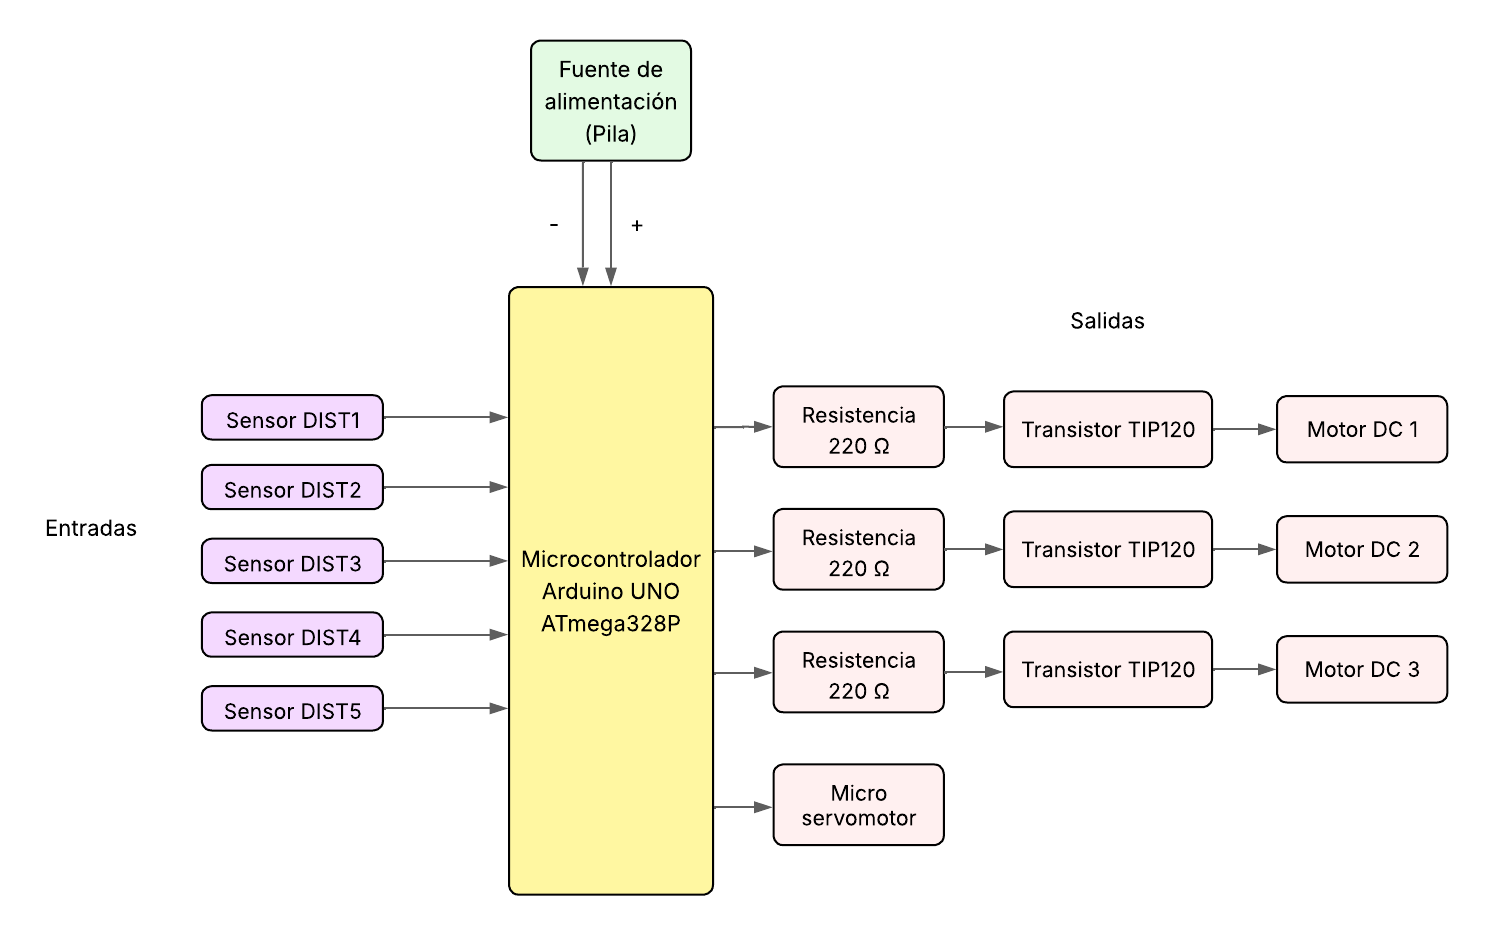 Fuente de
alimentación
(Pila)
-
+
Salidas
Entradas
Sensor DIST1
Sensor DIST2
Sensor DIST3
Sensor DIST4
Sensor DIST5
Microcontrolador
Arduino UNO
ATmega328P
Resistencia
220 Ω
Transistor TIP120
Motor DC 1
Resistencia
220 Ω
Transistor TIP120
Motor DC 2
Resistencia
220 Ω
Transistor TIP120
Motor DC 3
Micro
servomotor